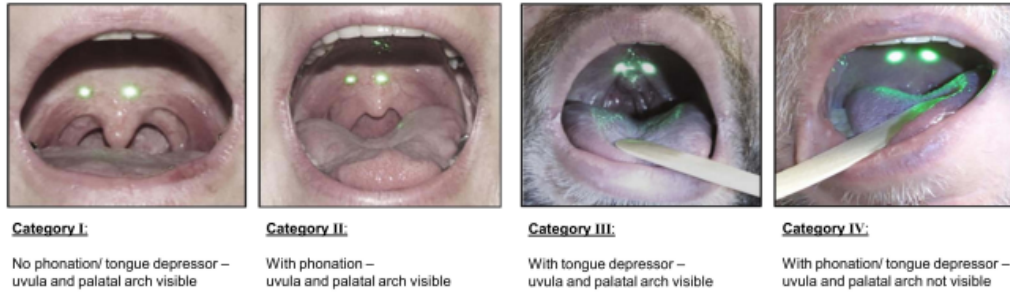 Category I:
No phonation/ tongue depressor –
uvula and palatal arch visible
Category II:
With phonation –
uvula and palatal arch visible
Category III:
With tongue depressor –
uvula and palatal arch visible
Category IV:
With phonation/ tongue depressor –
uvula and palatal arch not visible